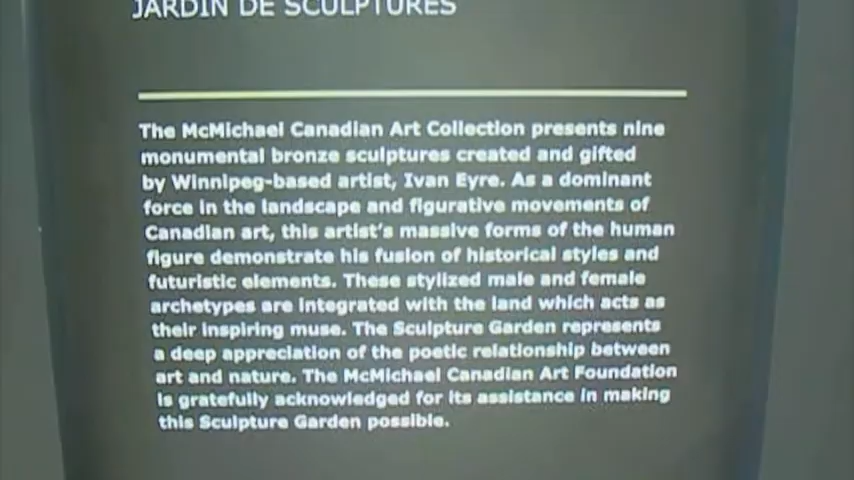 JARDIN DE SCULPTURES
The McMichael Canadian Art Collection presents nine
monumental bronze sculptures created and gifted
by Winnipeg-based artist, Ivan Eyre. As a dominant
force in the landscape and figurative movements of
Canadian art, this artist's massive forms of the human
figure demonstrate his fusion of historical styles and
futuristic elements. These stylized male and female
archetypes are integrated with the land which acts as
their inspiring muse. The Sculpture Garden represents
a deep appreciation of the poetic relationship between
art and nature. The McMichael Canadian Art Foundation
is gratefully acknowledged for its assistance in making
this Sculpture Garden possible.